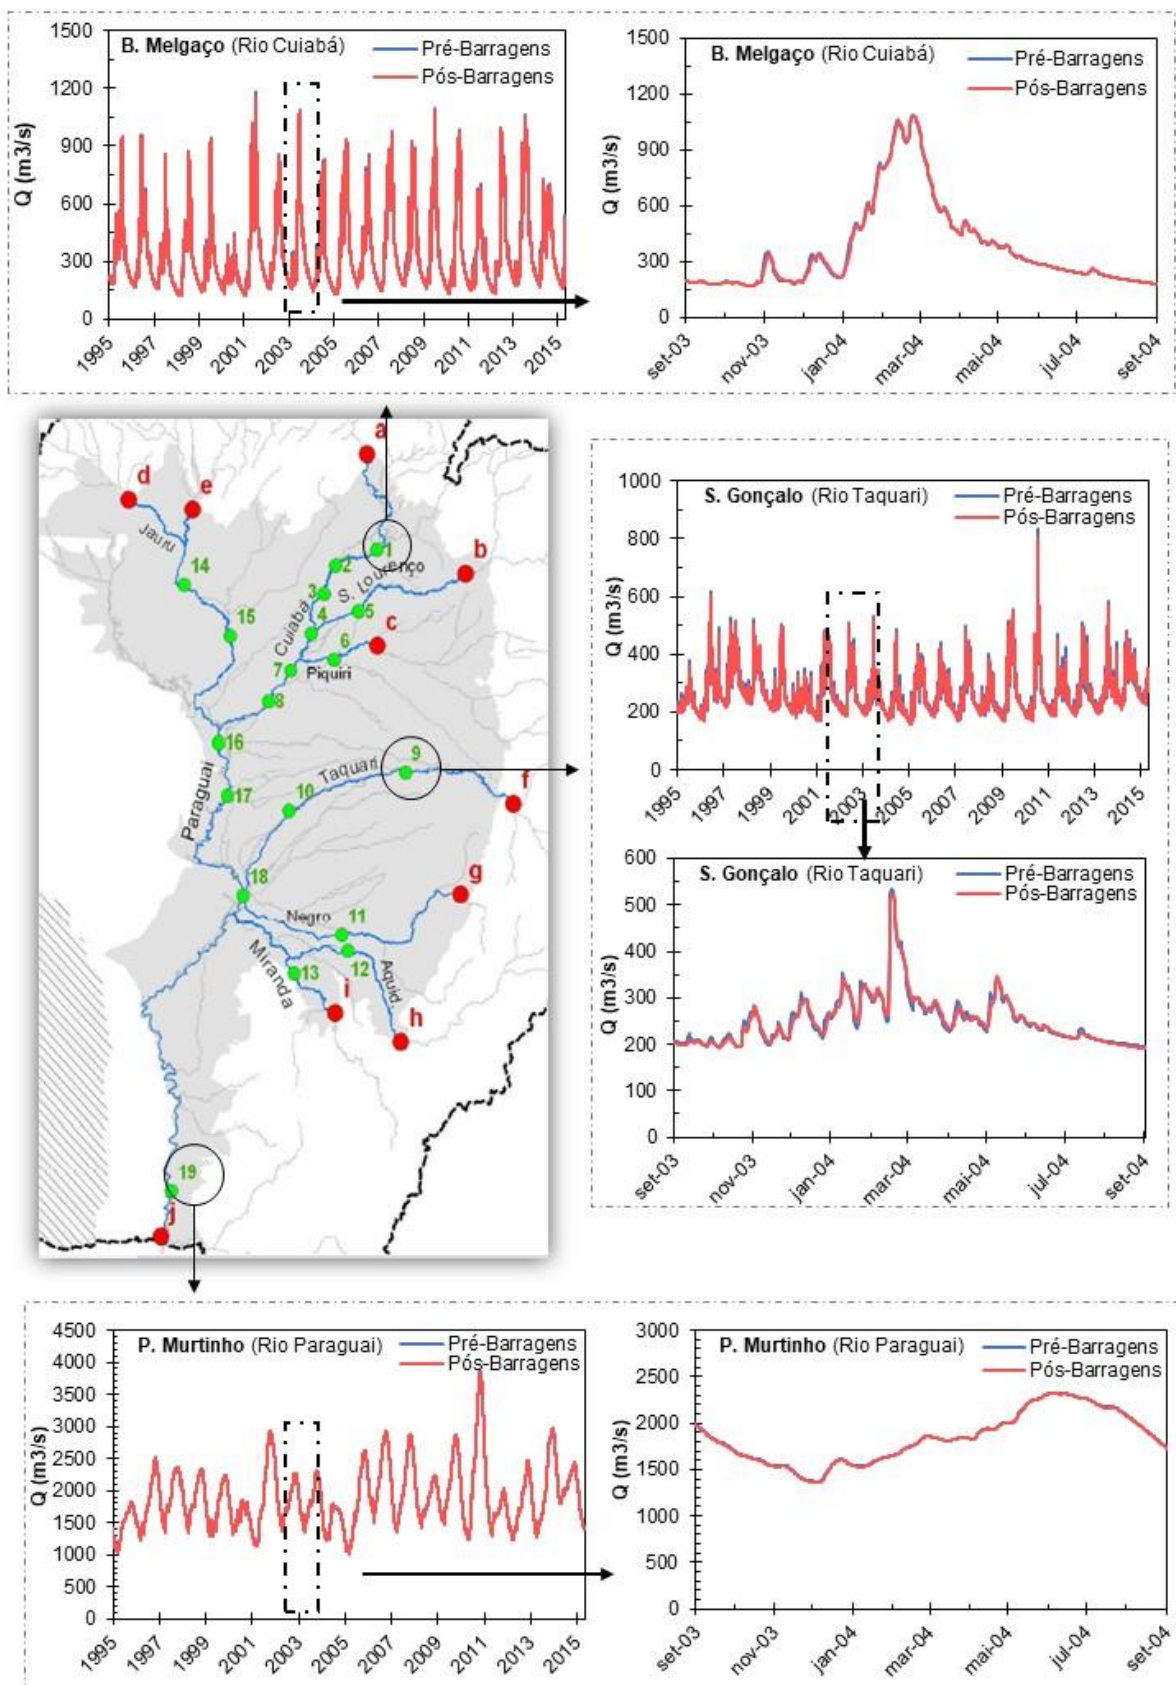 B. Melgaço (Rio Cuiabá)
Pré-Barragens
Pós-Barragens
Q (m3/s)
1500
1200
900
600
300
0
1995
1997
1999
2001
2003
2005
2007
2009
2011
2013
2015
B. Melgaço (Rio Cuiabá)
Pré-Barragens
Pós-Barragens
Q (m3/s)
1500
1200
900
600
300
0
set-03
nov-03
jan-04
mar-04
mai-04
jul-04
set-04
a
d
e
Jauru
14
1
b
2
S. Lourenço
3
15
4
5
c
Cuiabá
6
7
Piquiri
8
16
9
Taquari
f
10
17
Paraguai
18
g
Negro
11
12
Miranda
13
Aquid.
i
h
19
j
S. Gonçalo (Rio Taquari)
Pré-Barragens
Pós-Barragens
Q (m3/s)
1000
800
600
400
200
0
1995
1997
1999
2001
2003
2005
2007
2009
2011
2013
2015
S. Gonçalo (Rio Taquari)
Pré-Barragens
Pós-Barragens
Q (m3/s)
600
500
400
300
200
100
0
set-03
nov-03
jan-04
mar-04
mai-04
jul-04
set-04
P. Murtinho (Rio Paraguai)
Pré-Barragens
Pós-Barragens
Q (m3/s)
4500
4000
3500
3000
2500
2000
1500
1000
500
0
1995
1997
1999
2001
2003
2005
2007
2009
2011
2013
2015
P. Murtinho (Rio Paraguai)
Pré-Barragens
Pós-Barragens
Q (m3/s)
3000
2500
2000
1500
1000
500
0
set-03
nov-03
jan-04
mar-04
mai-04
jul-04
set-04